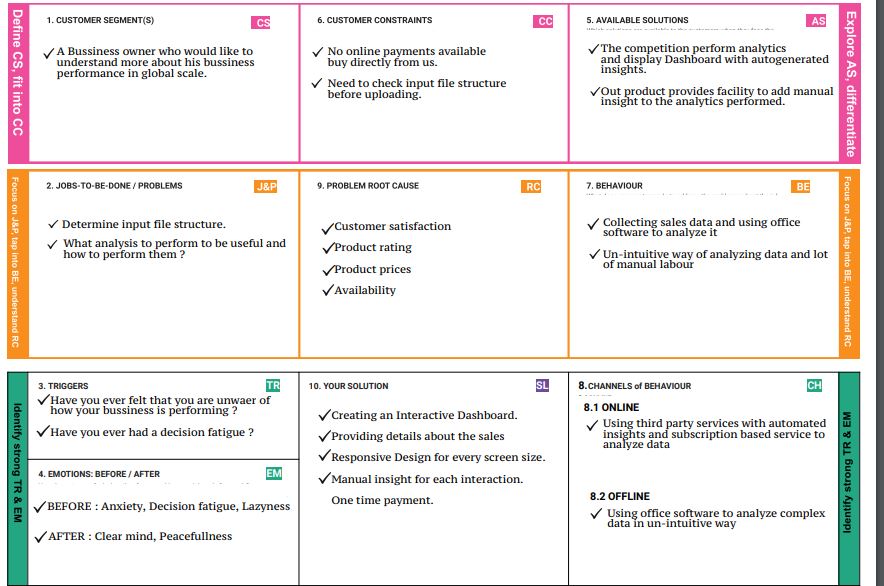 Define CS, fit into CC
1. CUSTOMER SEGMENT(S)
CS
A Bussiness owner who would like to
understand more about his bussiness
performance in global scale.
6. CUSTOMER CONSTRAINTS
CC
No online payments available
buy directly from us.
Need to check input file structure
before uploading.
5. AVAILABLE SOLUTIONS
AS
The competition perform analytics
and display Dashboard with autogenerated
insights.
Out product provides facility to add manual
insight to the analytics performed.
Explore AS, differentiate
Focus on J&P, tap into BE, understand RC
2. JOBS-TO-BE-DONE / PROBLEMS
J&P
Determine input file structure.
What analysis to perform to be useful and
how to perform them ?
9. PROBLEM ROOT CAUSE
RC
Customer satisfaction
Product rating
Product prices
Availability
7. BEHAVIOUR
BE
Collecting sales data and using office
software to analyze it
Un-intuitive way of analyzing data and lot
of manual labour
Focus on J&P, tap into BE, understand RC
Identify strong TR & EM
3. TRIGGERS
TR
Have you ever felt that you are unwaer of
how your bussiness is performing ?
Have you ever had a decision fatigue ?
4. EMOTIONS: BEFORE / AFTER
EM
BEFORE : Anxiety, Decision fatigue, Lazyness
AFTER : Clear mind, Peacefullness
10. YOUR SOLUTION
SL
Creating an Interactive Dashboard.
Providing details about the sales
Responsive Design for every screen size.
Manual insight for each interaction.
One time payment.
8.CHANNELS of BEHAVIOUR
CH
8.1 ONLINE
Using third party services with automated
insights and subscription based service to
analyze data
8.2 OFFLINE
Using office software to analyze complex
data in un-intuitive way
Identify strong TR & EM